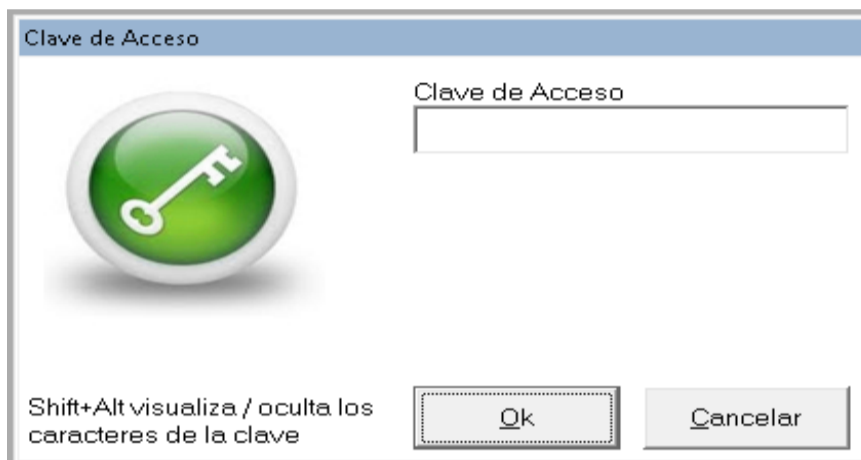 Clave de Acceso
Clave de Acceso
Shift+Alt visualiza / oculta los
caracteres de la clave
Ok
Cancelar